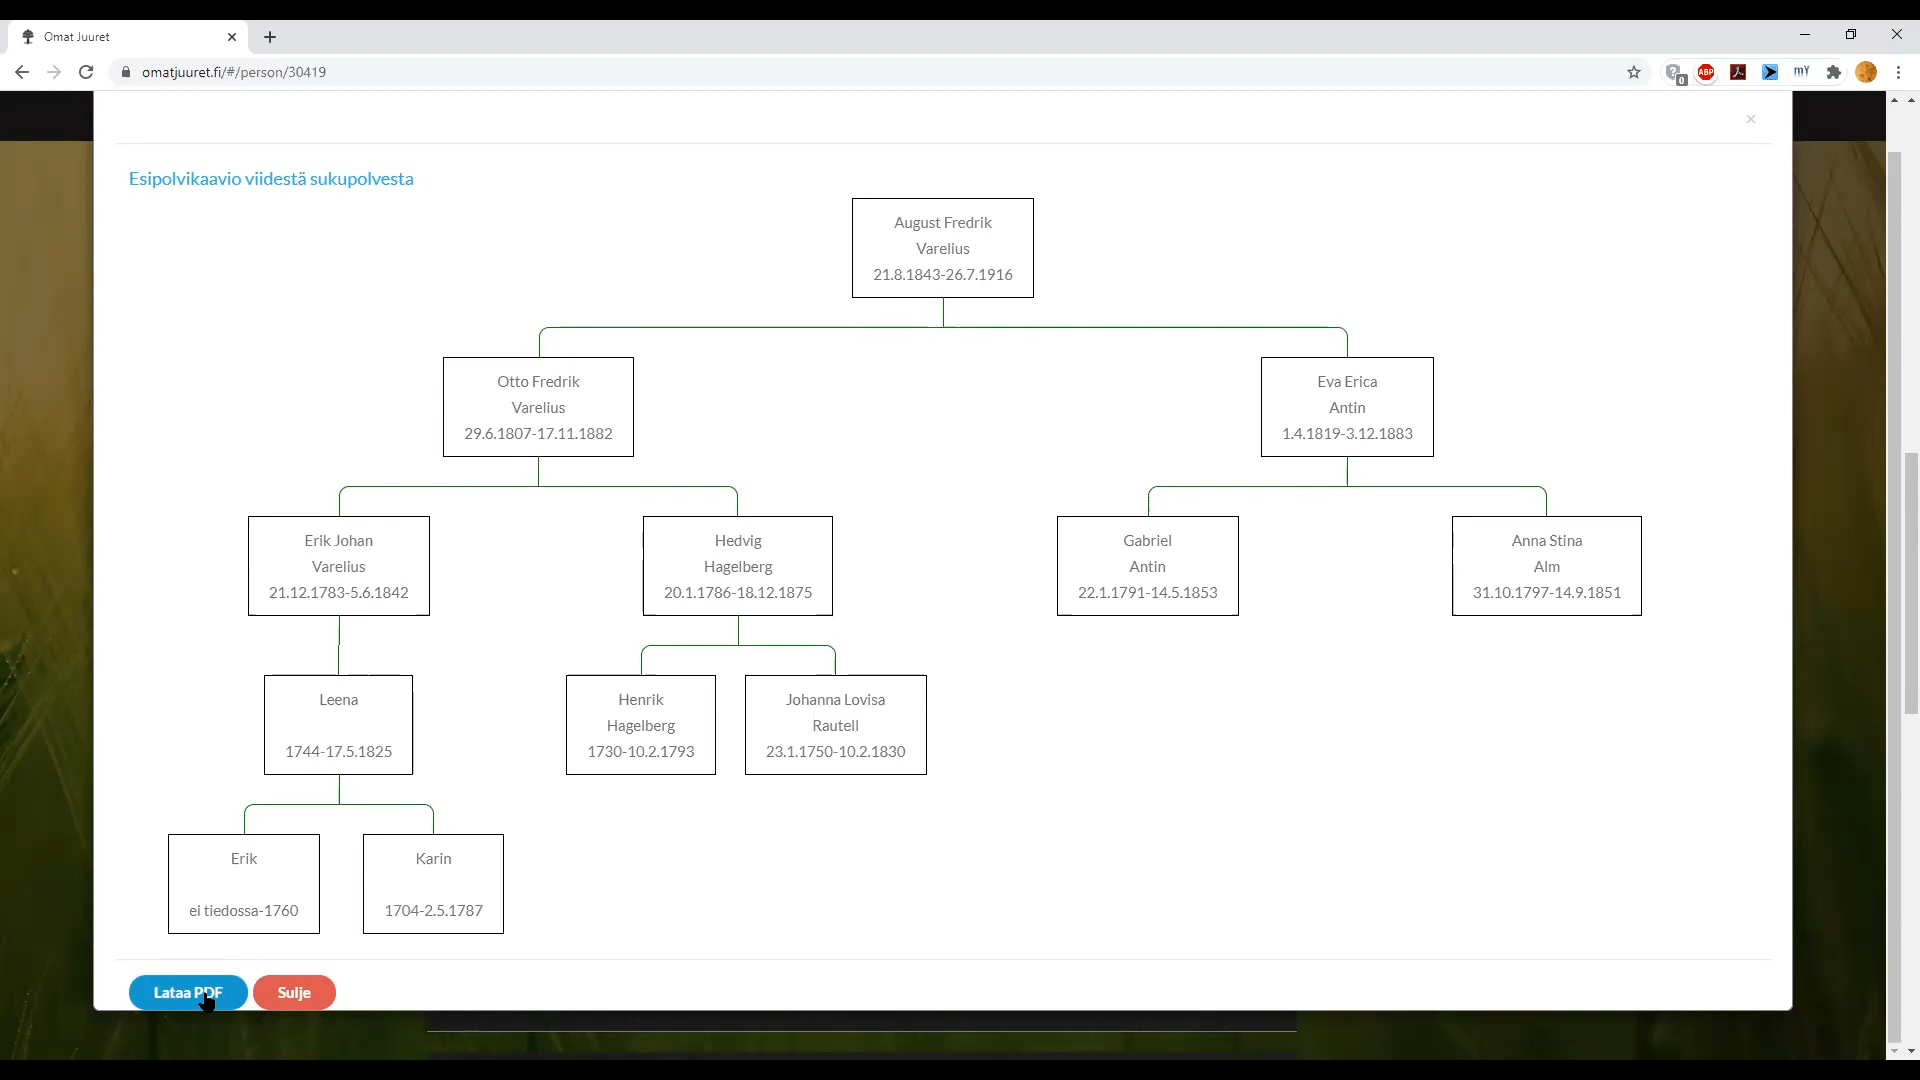 Omat Juuret
omatjuuret.fi/#/person/30419
0
ABP
mY
×
Esipolvikaavio viidestä sukupolvesta
August Fredrik
Varelius
21.8.1843-26.7.1916
Otto Fredrik
Varelius
29.6.1807-17.11.1882
Eva Erica
Antin
1.4.1819-3.12.1883
Erik Johan
Varelius
21.12.1783-5.6.1842
Hedvig
Hagelberg
20.1.1786-18.12.1875
Gabriel
Antin
22.1.1791-14.5.1853
Anna Stina
Alm
31.10.1797-14.9.1851
Leena
1744-17.5.1825
Henrik
Hagelberg
1730-10.2.1793
Johanna Lovisa
Rautell
23.1.1750-10.2.1830
Erik
ei tiedossa-1760
Karin
1704-2.5.1787
Lataa PDF
Sulje